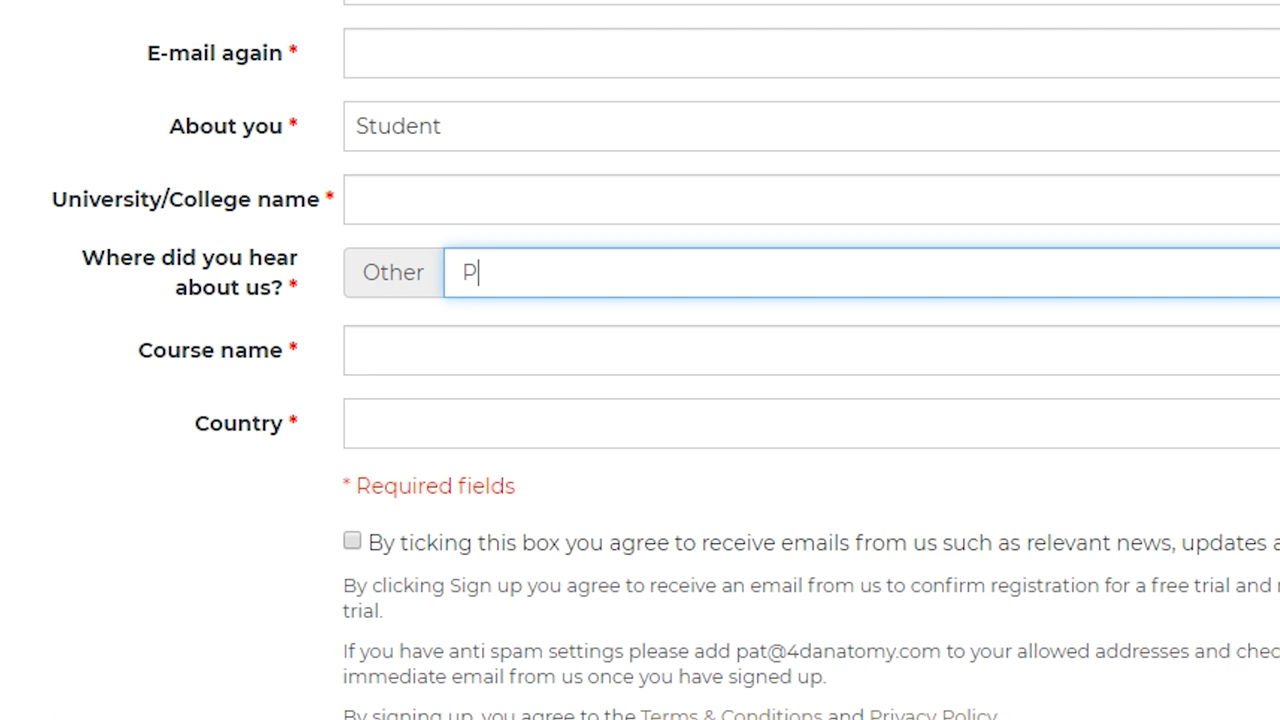 E-mail again *
About you * Student
University/College name *
Where did you hear
about us? *
Other P
Course name *
Country *
* Required fields
By ticking this box you agree to receive emails from us such as relevant news, updates
By clicking Sign up you agree to receive an email from us to confirm registration for a free trial and
trial.
If you have anti spam settings please add pat@4danatomy.com to your allowed addresses and chec
immediate email from us once you have signed up.
By signing up, you agree to the Terms & Conditions and Privacy Policy